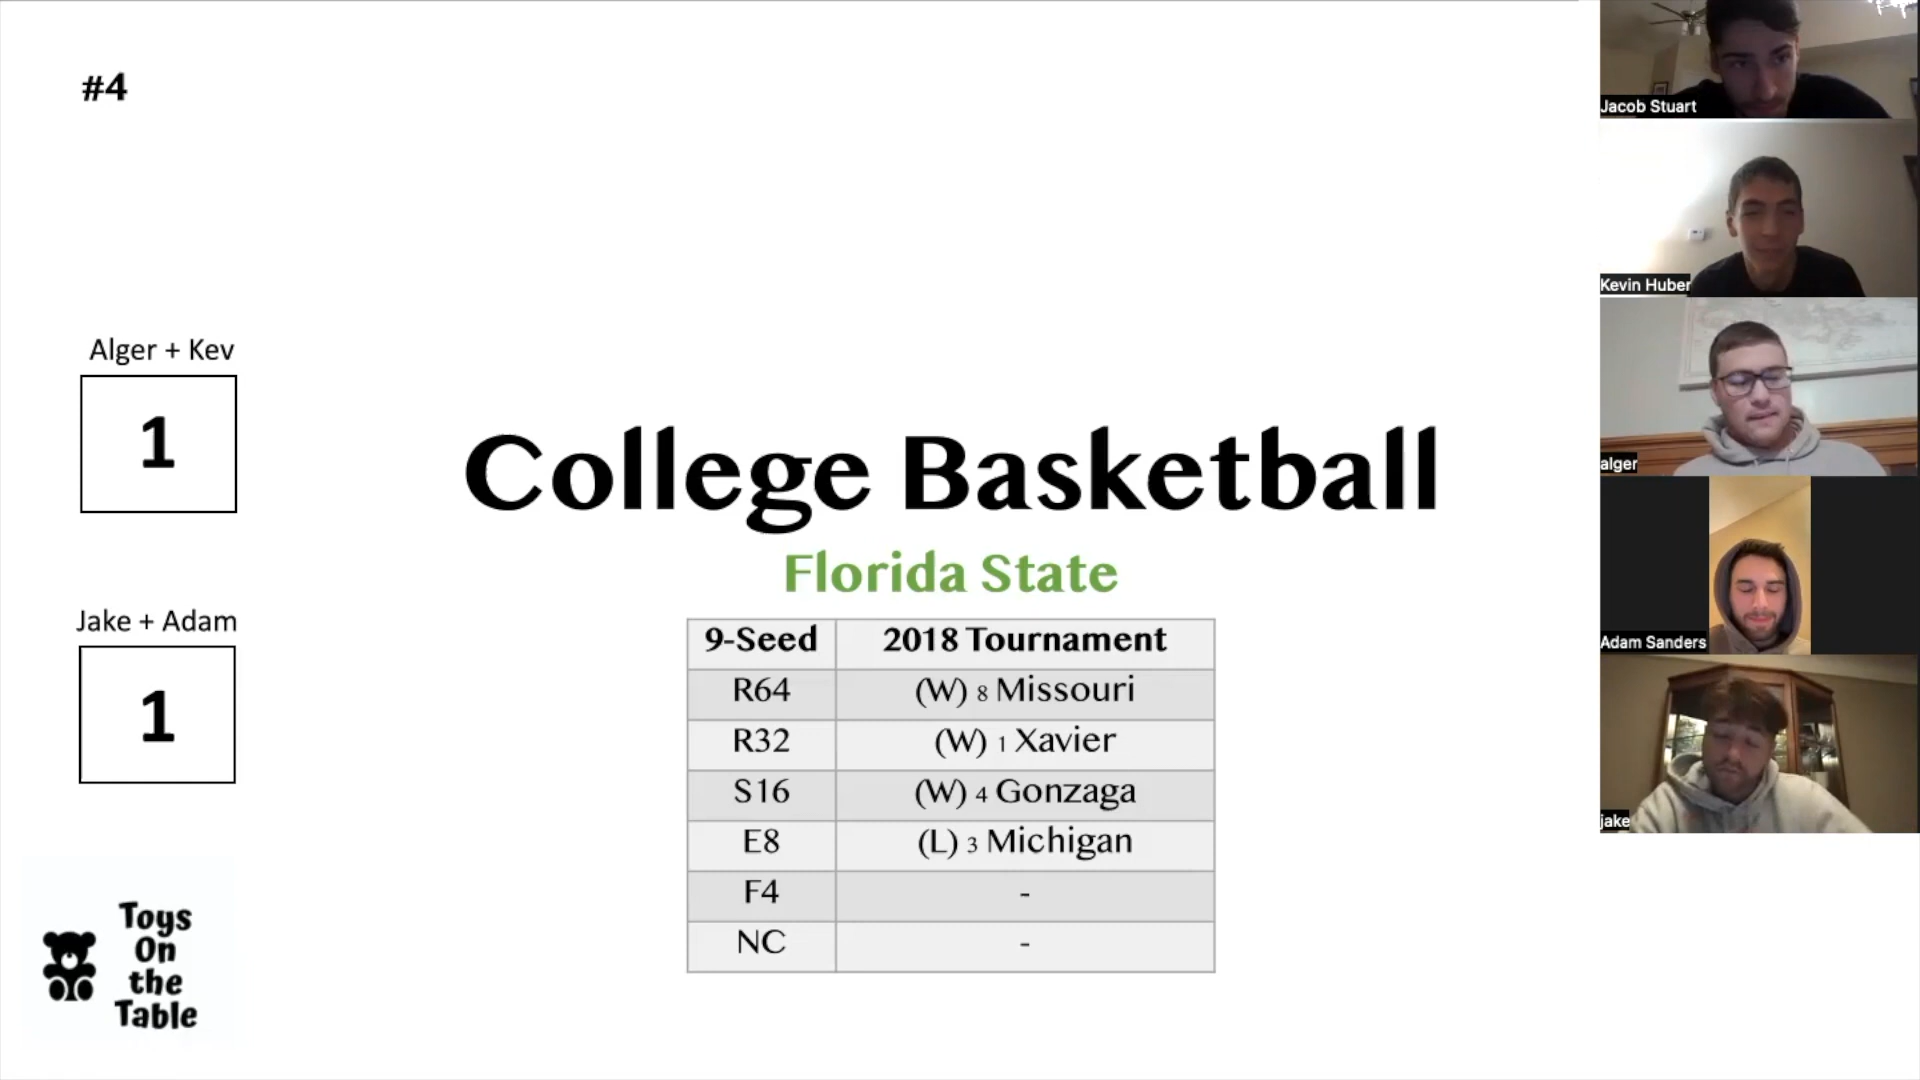 #4
Alger + Kev
1
Jake + Adam
1
College Basketball
Florida State
9-Seed 2018 Tournament
R64 (W) 8 Missouri
R32 (W) 1 Xavier
S16 (W) 4 Gonzaga
E8 (L) 3 Michigan
F4 -
NC -
Toys
On
the
Table
Jacob Stuart
Kevin Huber
alger
Adam Sanders
jake